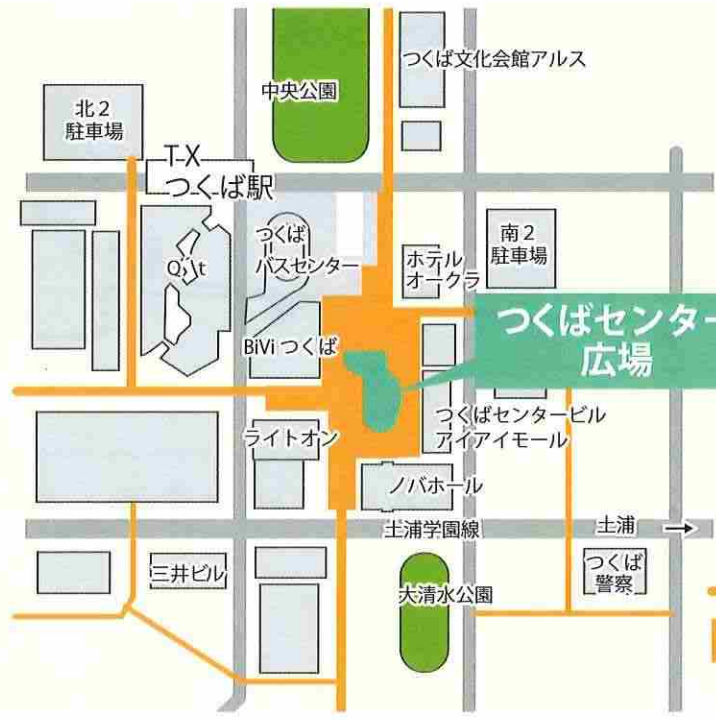 つくば文化会館アルス
中央公園
北2
駐車場
TX
つくば駅
つくば
バスセンター
Q't
ホテル
オークラ
南2
駐車場
つくばセンター
広場
BiVi つくば
つくばセンタービル
アイアイモール
ライトオン
ノバホール
土浦学園線
土浦 →
三井ビル
大清水公園
つくば
警察